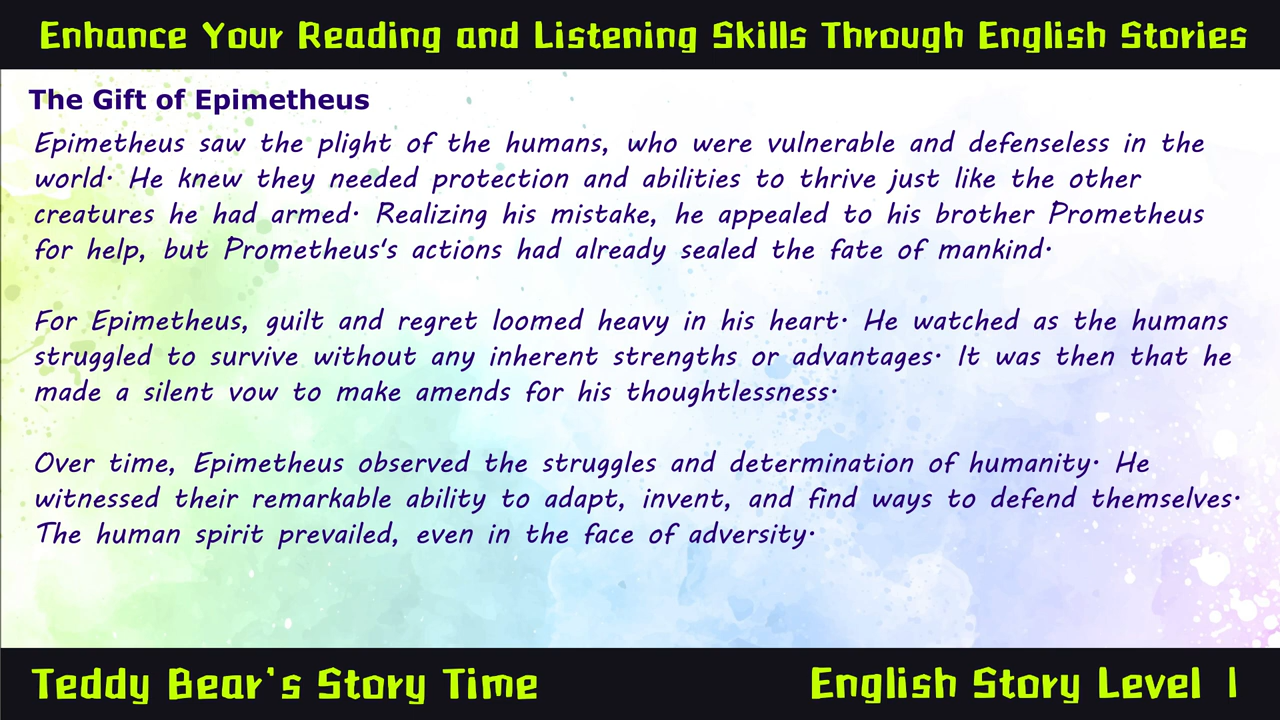 Enhance Your Reading and Listening Skills Through English Stories
The Gift of Epimetheus
Epimetheus saw the plight of the humans, who were vulnerable and defenseless in the
world. He knew they needed protection and abilities to thrive just like the other
creatures he had armed. Realizing his mistake, he appealed to his brother Prometheus
for help, but Prometheus's actions had already sealed the fate of mankind.
For Epimetheus, guilt and regret loomed heavy in his heart. He watched as the humans
struggled to survive without any inherent strengths or advantages. It was then that he
made a silent vow to make amends for his thoughtlessness.
Over time, Epimetheus observed the struggles and determination of humanity. He
witnessed their remarkable ability to adapt, invent, and find ways to defend themselves.
The human spirit prevailed, even in the face of adversity.
Teddy Bear's Story Time
English Story Level 1